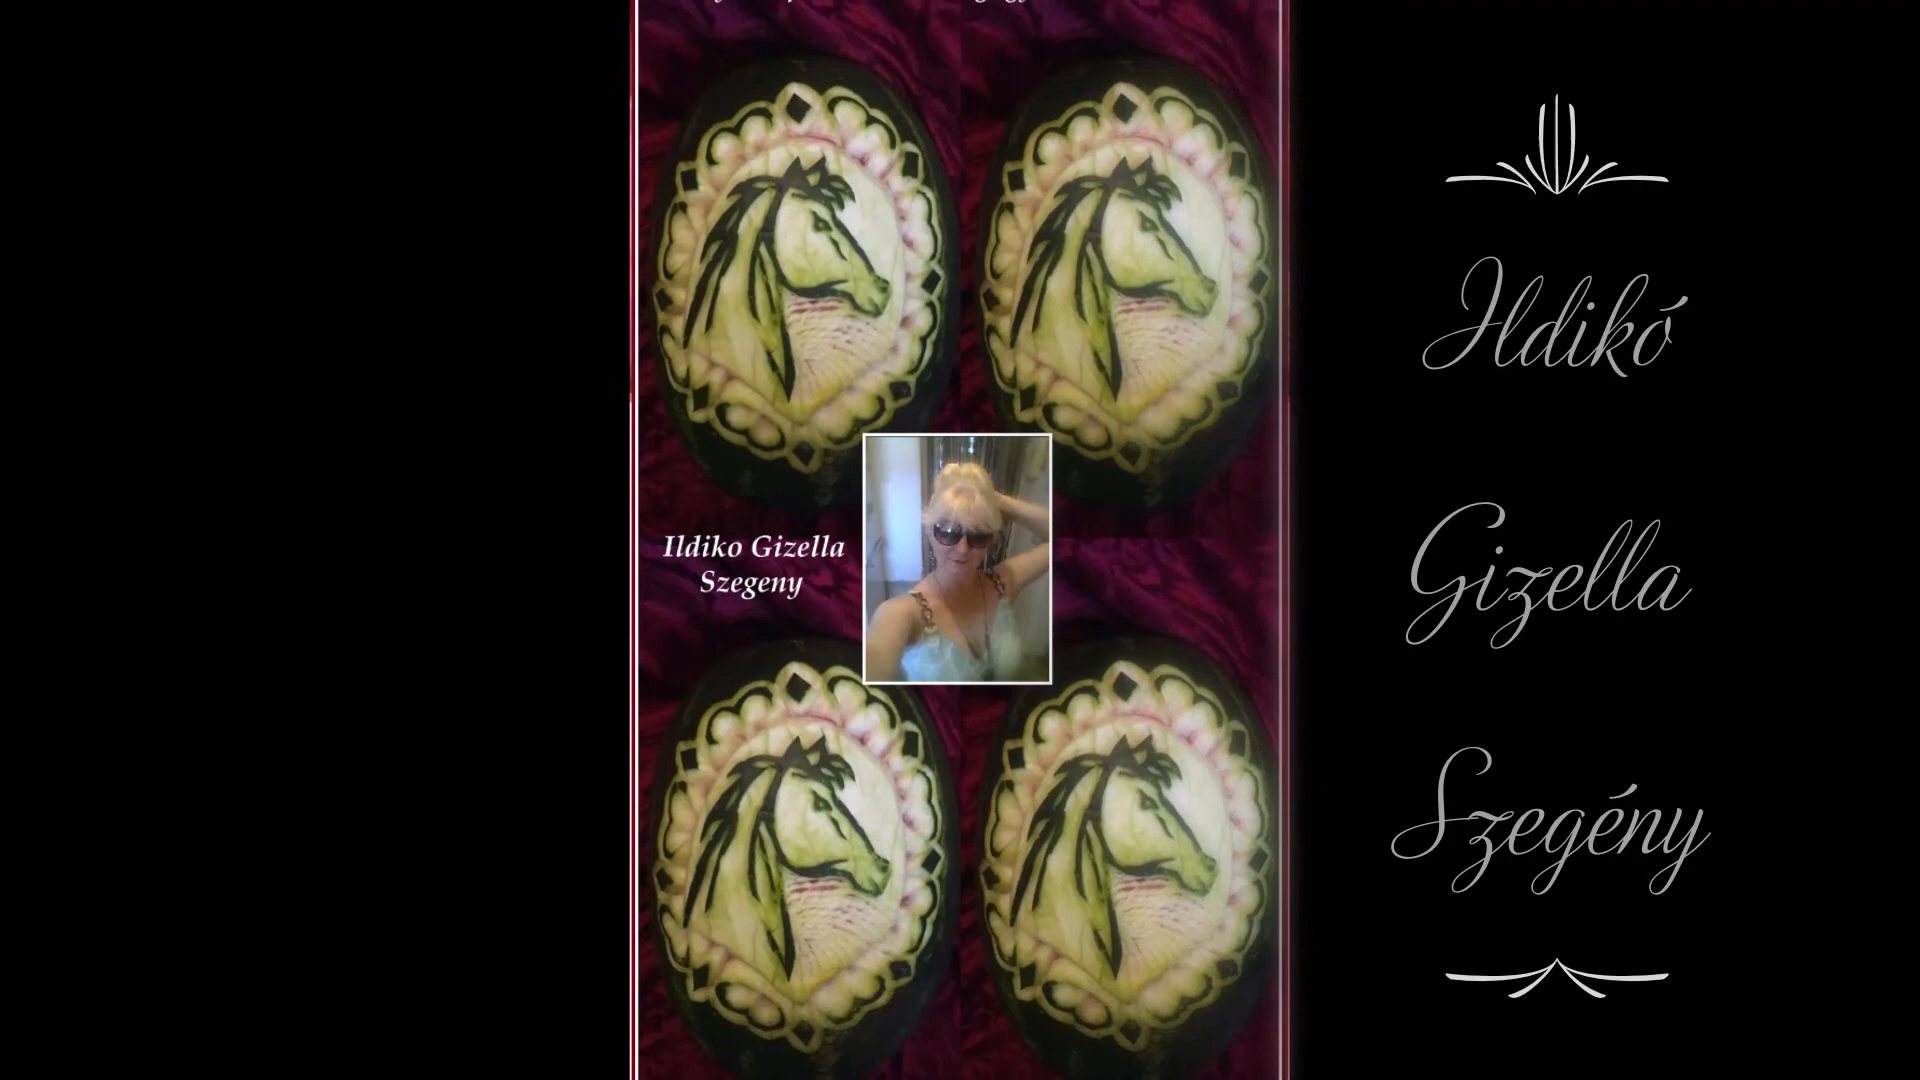 Ildiko Gizella
Szegeny
Ildikó
Gizella
Szegény